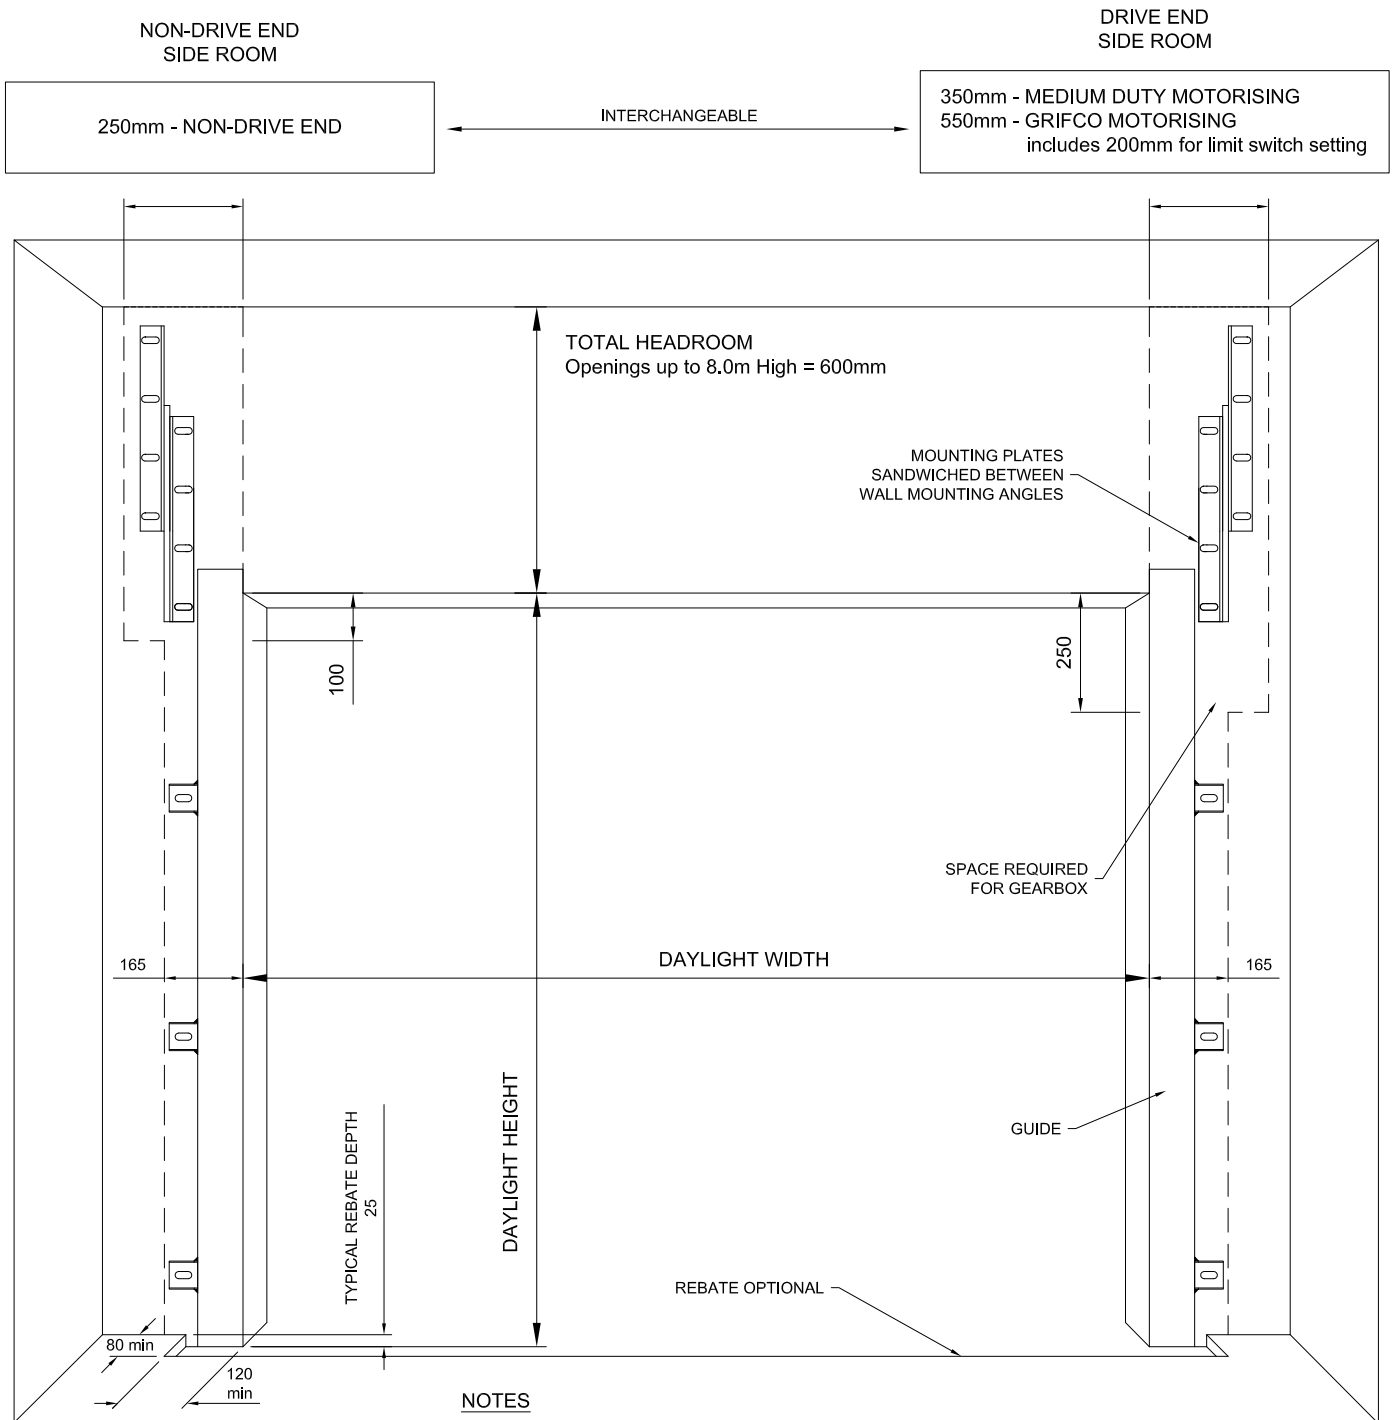 NON-DRIVE END
SIDE ROOM
DRIVE END
SIDE ROOM
250mm - NON-DRIVE END
INTERCHANGEABLE
350mm - MEDIUM DUTY MOTORISING
550mm - GRIFCO MOTORISING
includes 200mm for limit switch setting
TOTAL HEADROOM
Openings up to 8.0m High = 600mm
MOUNTING PLATES
SANDWICHED BETWEEN
WALL MOUNTING ANGLES
100
250
SPACE REQUIRED
FOR GEARBOX
165
DAYLIGHT WIDTH
165
DAYLIGHT HEIGHT
TYPICAL REBATE DEPTH
25
GUIDE
REBATE OPTIONAL
80 min
120
min
NOTES